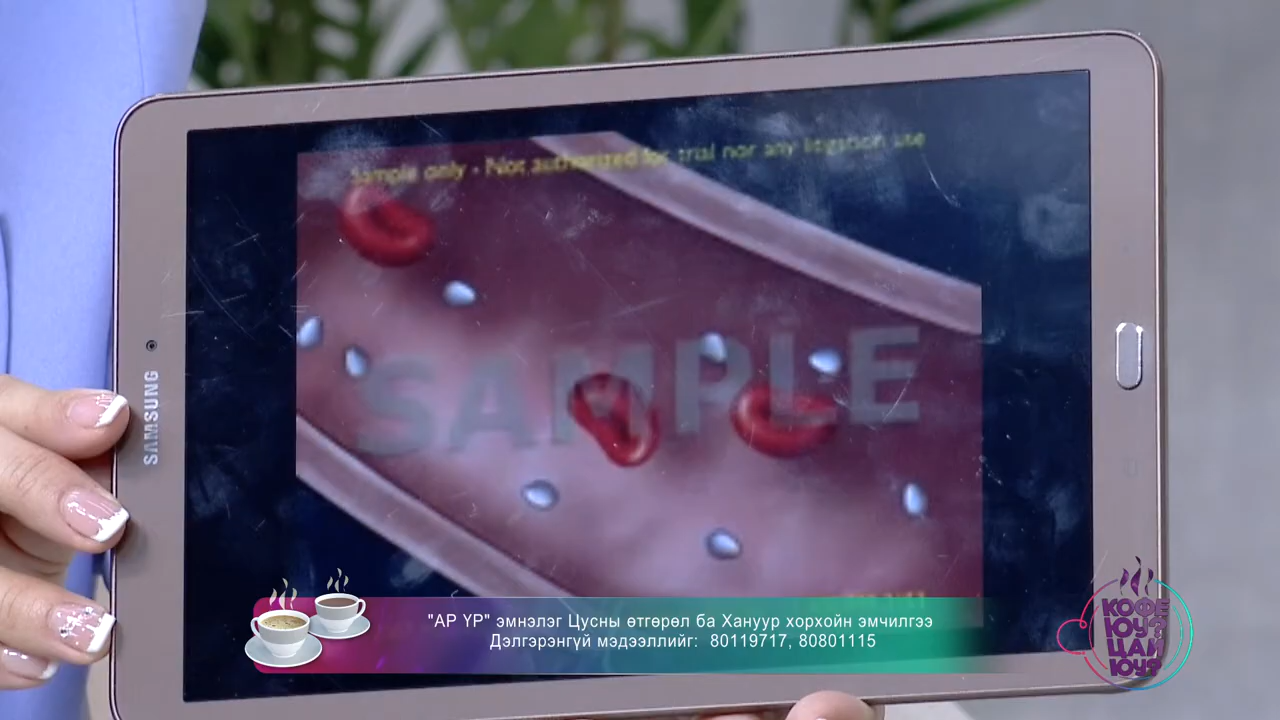 Sample only - Not authorized for trial nor any litigation use
SAMPLE
SAMSUNG
"АР ҮР" эмнэлэг Цусны өтгөрөл ба Хануур хорхойн эмчилгээ
Дэлгэрэнгүй мэдээллийг: 80119717, 80801115
КОФЕ
ЮУ?
ЦАЙ
ЮУ?